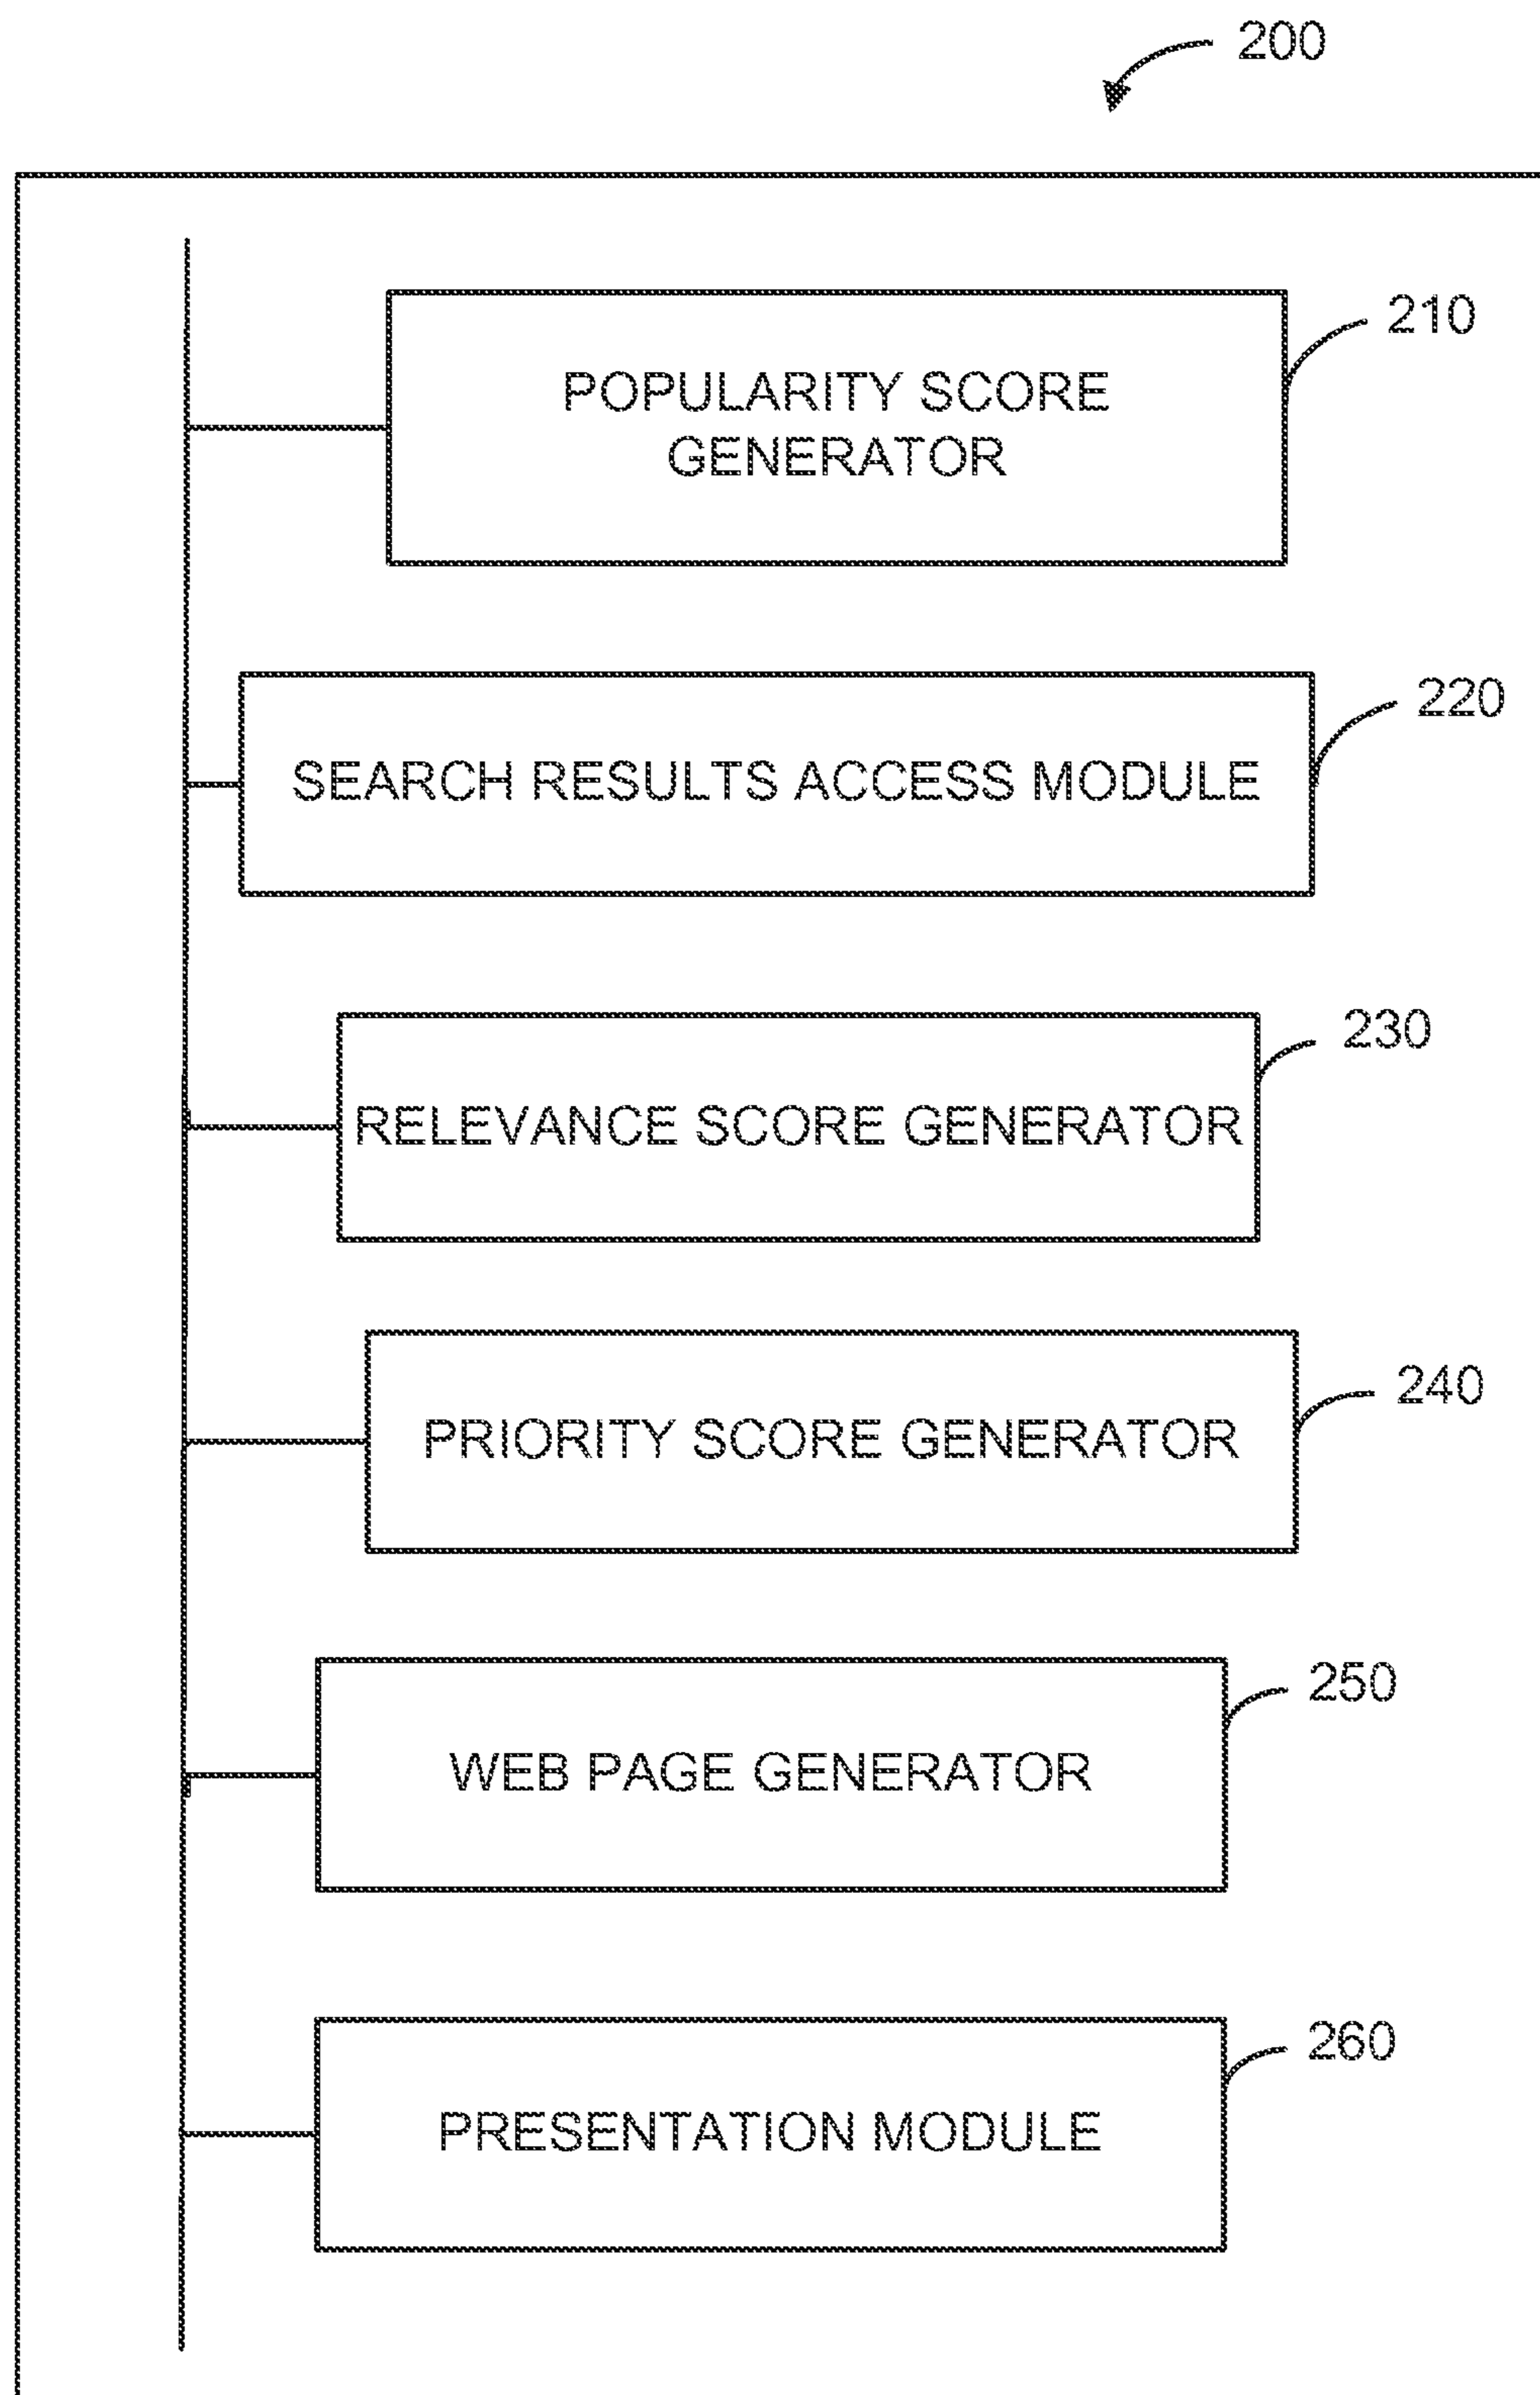 200
210
POPULARITY SCORE
GENERATOR
220
SEARCH RESULTS ACCESS MODULE
230
RELEVANCE SCORE GENERATOR
240
PRIORITY SCORE GENERATOR
250
WEB PAGE GENERATOR
260
PRESENTATION MODULE